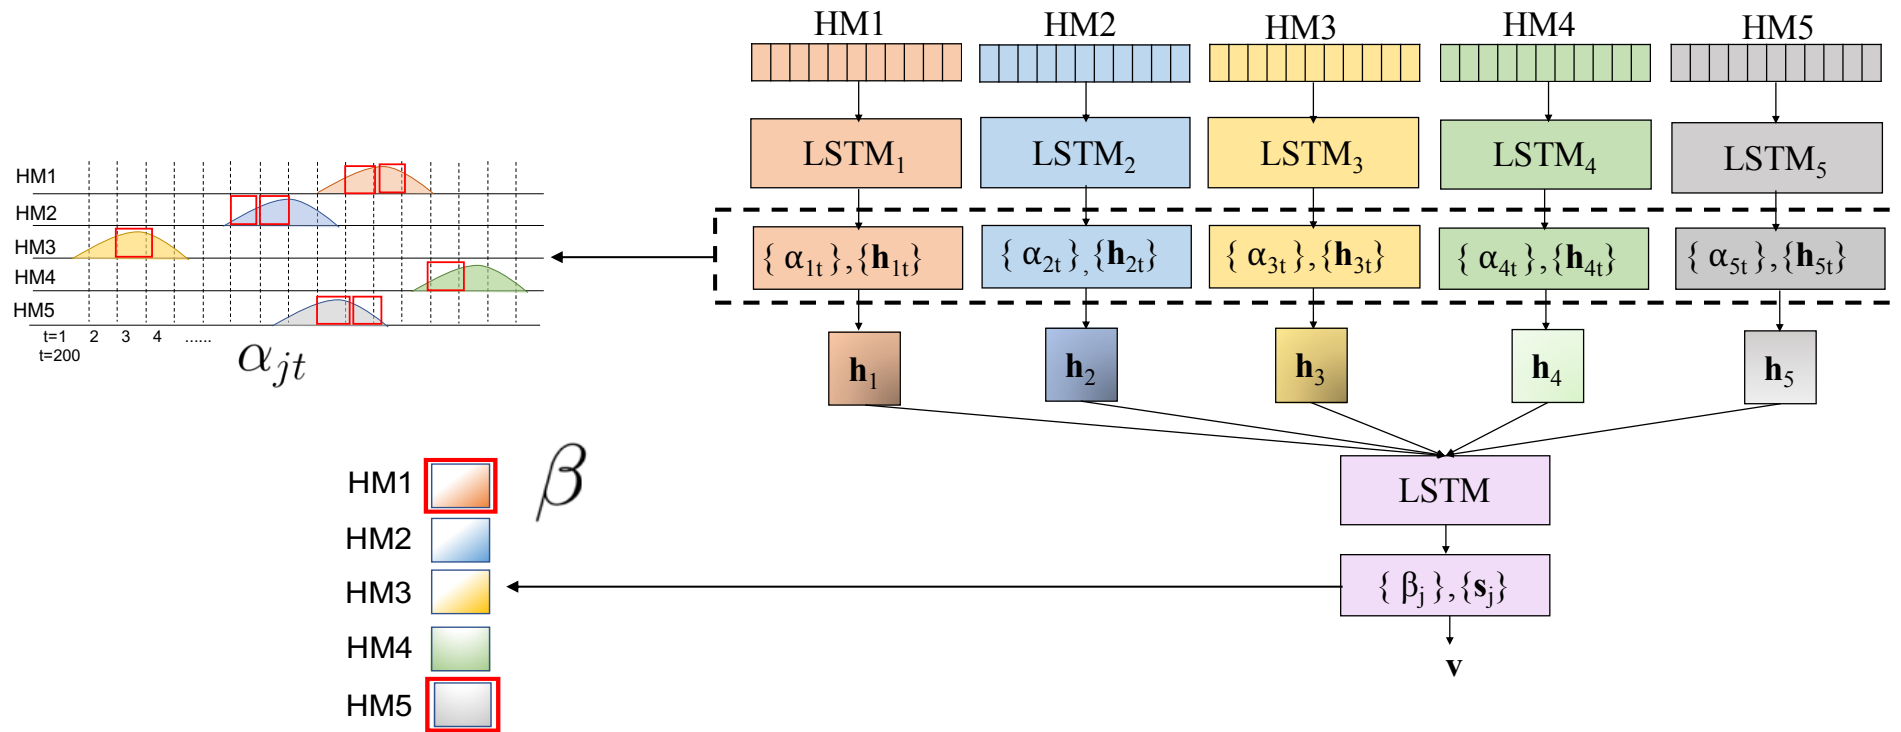 HM1 HM2 HM3 HM4 HM5
LSTM₁ LSTM₂ LSTM₃ LSTM₄ LSTM₅
{ α₁ₜ},{h₁ₜ} { α₂ₜ},{h₂ₜ} { α₃ₜ},{h₃ₜ} { α₄ₜ},{h₄ₜ} { α₅ₜ},{h₅ₜ}
h₁ h₂ h₃ h₄ h₅
LSTM
{ βⱼ},{sⱼ}
v
HM1
HM2
HM3
HM4
HM5
t=1 2 3 4 ......
t=200
αⱼₜ
β
HM1
HM2
HM3
HM4
HM5